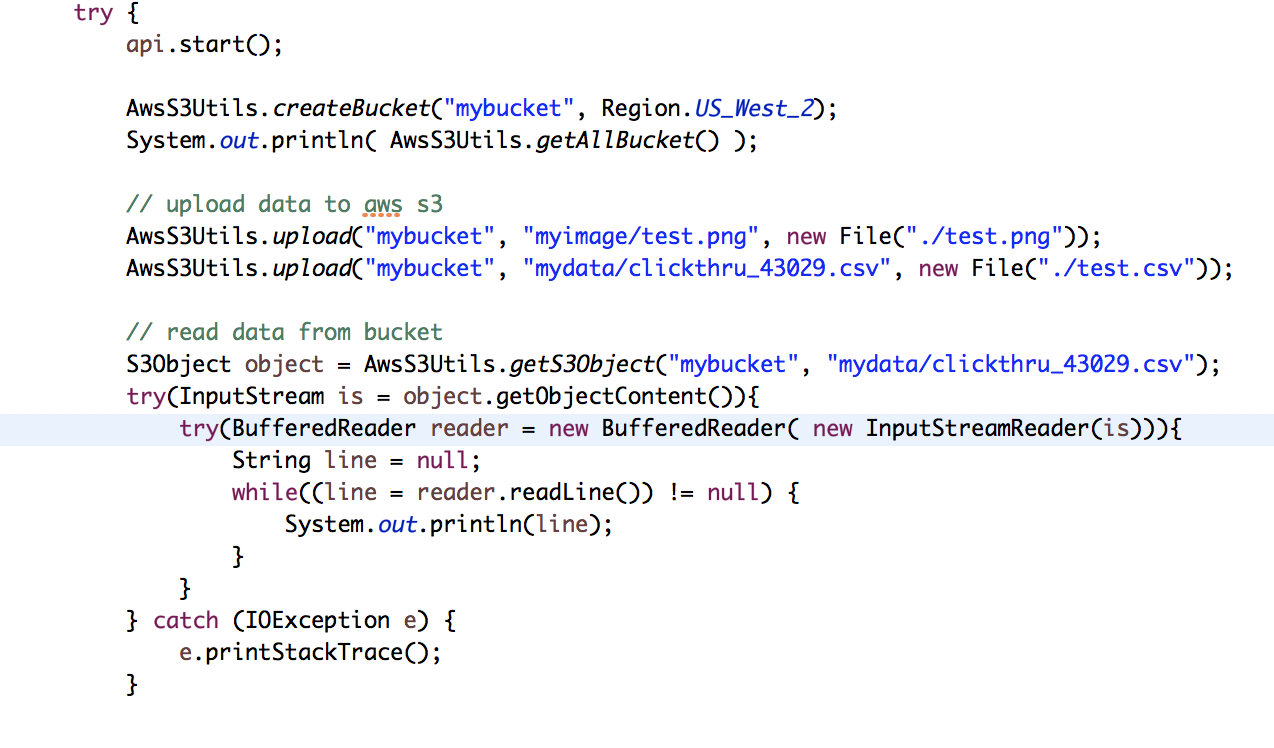 try {
    api.start();

    AwsS3Utils.createBucket("mybucket", Region.US_West_2);
    System.out.println( AwsS3Utils.getAllBucket() );

    // upload data to aws s3
    AwsS3Utils.upload("mybucket", "myimage/test.png", new File("./test.png"));
    AwsS3Utils.upload("mybucket", "mydata/clickthru_43029.csv", new File("./test.csv"));

    // read data from bucket
    S3Object object = AwsS3Utils.getS3Object("mybucket", "mydata/clickthru_43029.csv");
    try(InputStream is = object.getObjectContent()){
        try(BufferedReader reader = new BufferedReader( new InputStreamReader(is))){
            String line = null;
            while((line = reader.readLine()) != null) {
                System.out.println(line);
            }
        }
    } catch (IOException e) {
        e.printStackTrace();
    }